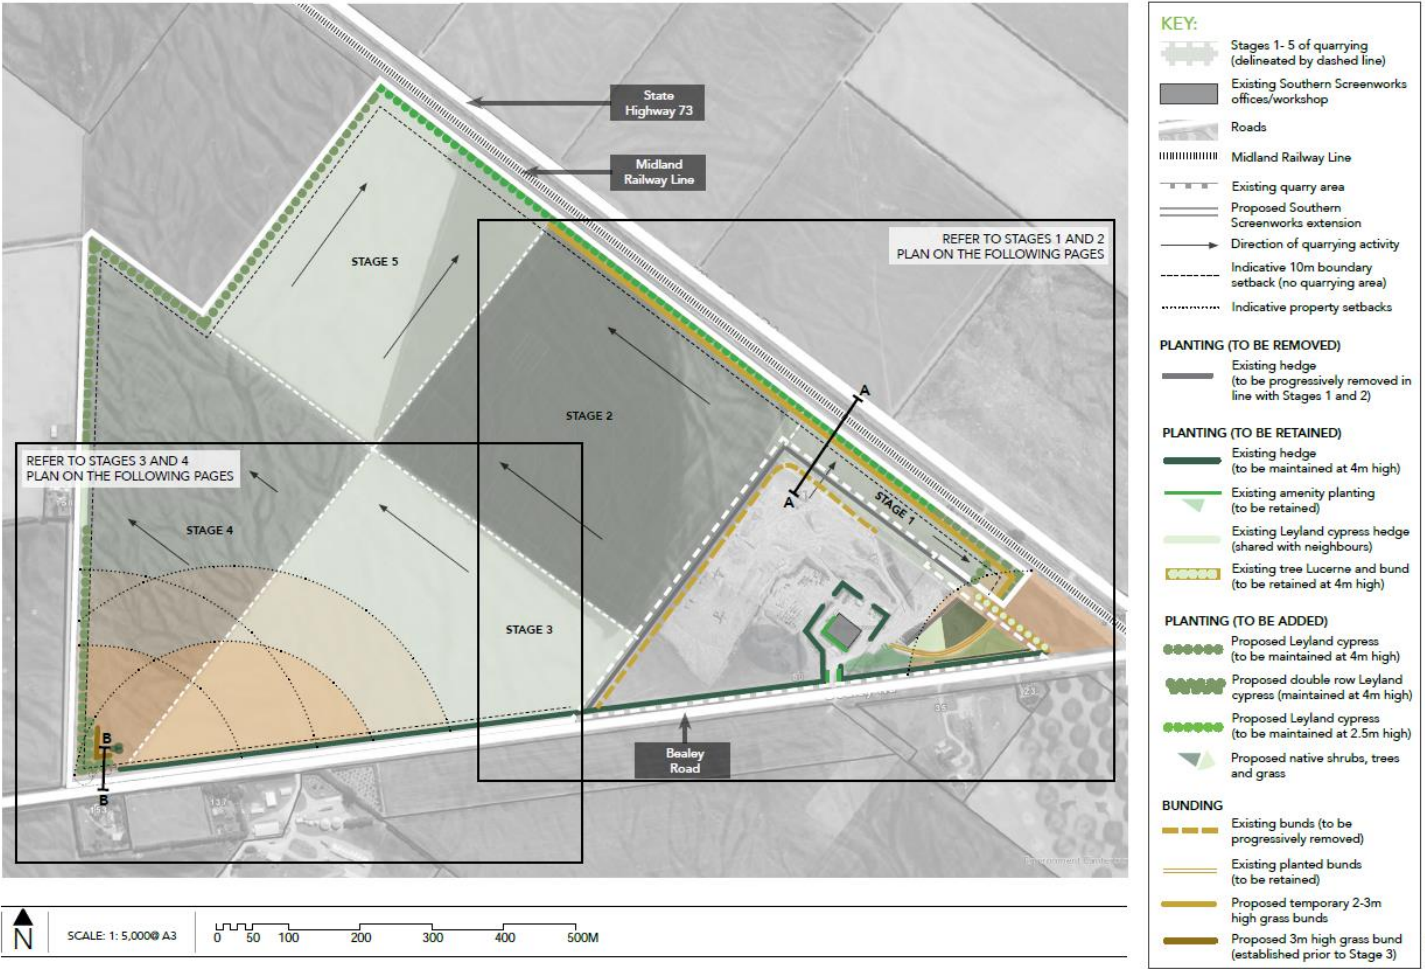 State
Highway 73
Midland
Railway Line
REFER TO STAGES 1 AND 2
PLAN ON THE FOLLOWING PAGES
STAGE 5
A
STAGE 2
REFER TO STAGES 3 AND 4
PLAN ON THE FOLLOWING PAGES
A
STAGE 1
STAGE 4
STAGE 3
B
Bealey
Road
B
137
N
SCALE: 1: 5,000@ A3
0 50 100 200 300 400 500M
KEY:
Stages 1- 5 of quarrying
(delineated by dashed line)
Existing Southern Screenworks
offices/workshop
Roads
Midland Railway Line
Existing quarry area
Proposed Southern
Screenworks extension
Direction of quarrying activity
Indicative 10m boundary
setback (no quarrying area)
Indicative property setbacks
PLANTING (TO BE REMOVED)
Existing hedge
(to be progressively removed in
line with Stages 1 and 2)
PLANTING (TO BE RETAINED)
Existing hedge
(to be maintained at 4m high)
Existing amenity planting
(to be retained)
Existing Leyland cypress hedge
(shared with neighbours)
Existing tree Lucerne and bund
(to be retained at 4m high)
PLANTING (TO BE ADDED)
Proposed Leyland cypress
(to be maintained at 4m high)
Proposed double row Leyland
cypress (maintained at 4m high)
Proposed Leyland cypress
(to be maintained at 2.5m high)
Proposed native shrubs, trees
and grass
BUNDING
Existing bunds (to be
progressively removed)
Existing planted bunds
(to be retained)
Proposed temporary 2-3m
high grass bunds
Proposed 3m high grass bund
(established prior to Stage 3)